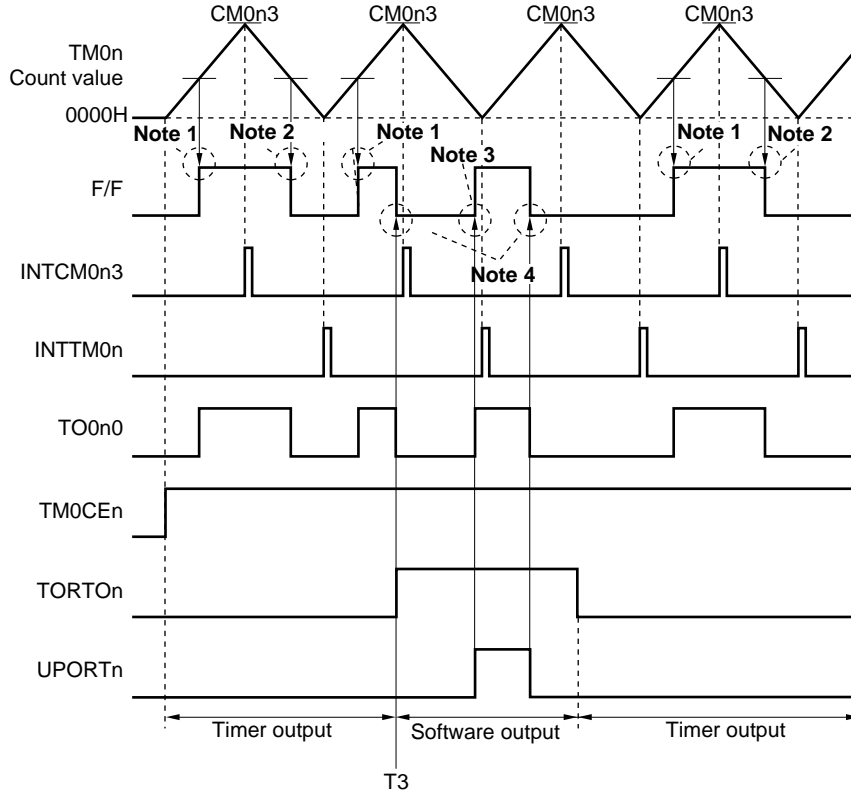 CM0n3 CM0n3 CM0n3
TM0n
Count value
0000H
Note 1 Note 2 Note 1 Note 1 Note 2
Note 3
F/F
Note 4
INTCM0n3
INTTM0n
TO0n0
TM0CEn
TORTOn
UPORTn
Timer output Software output Timer output
T3